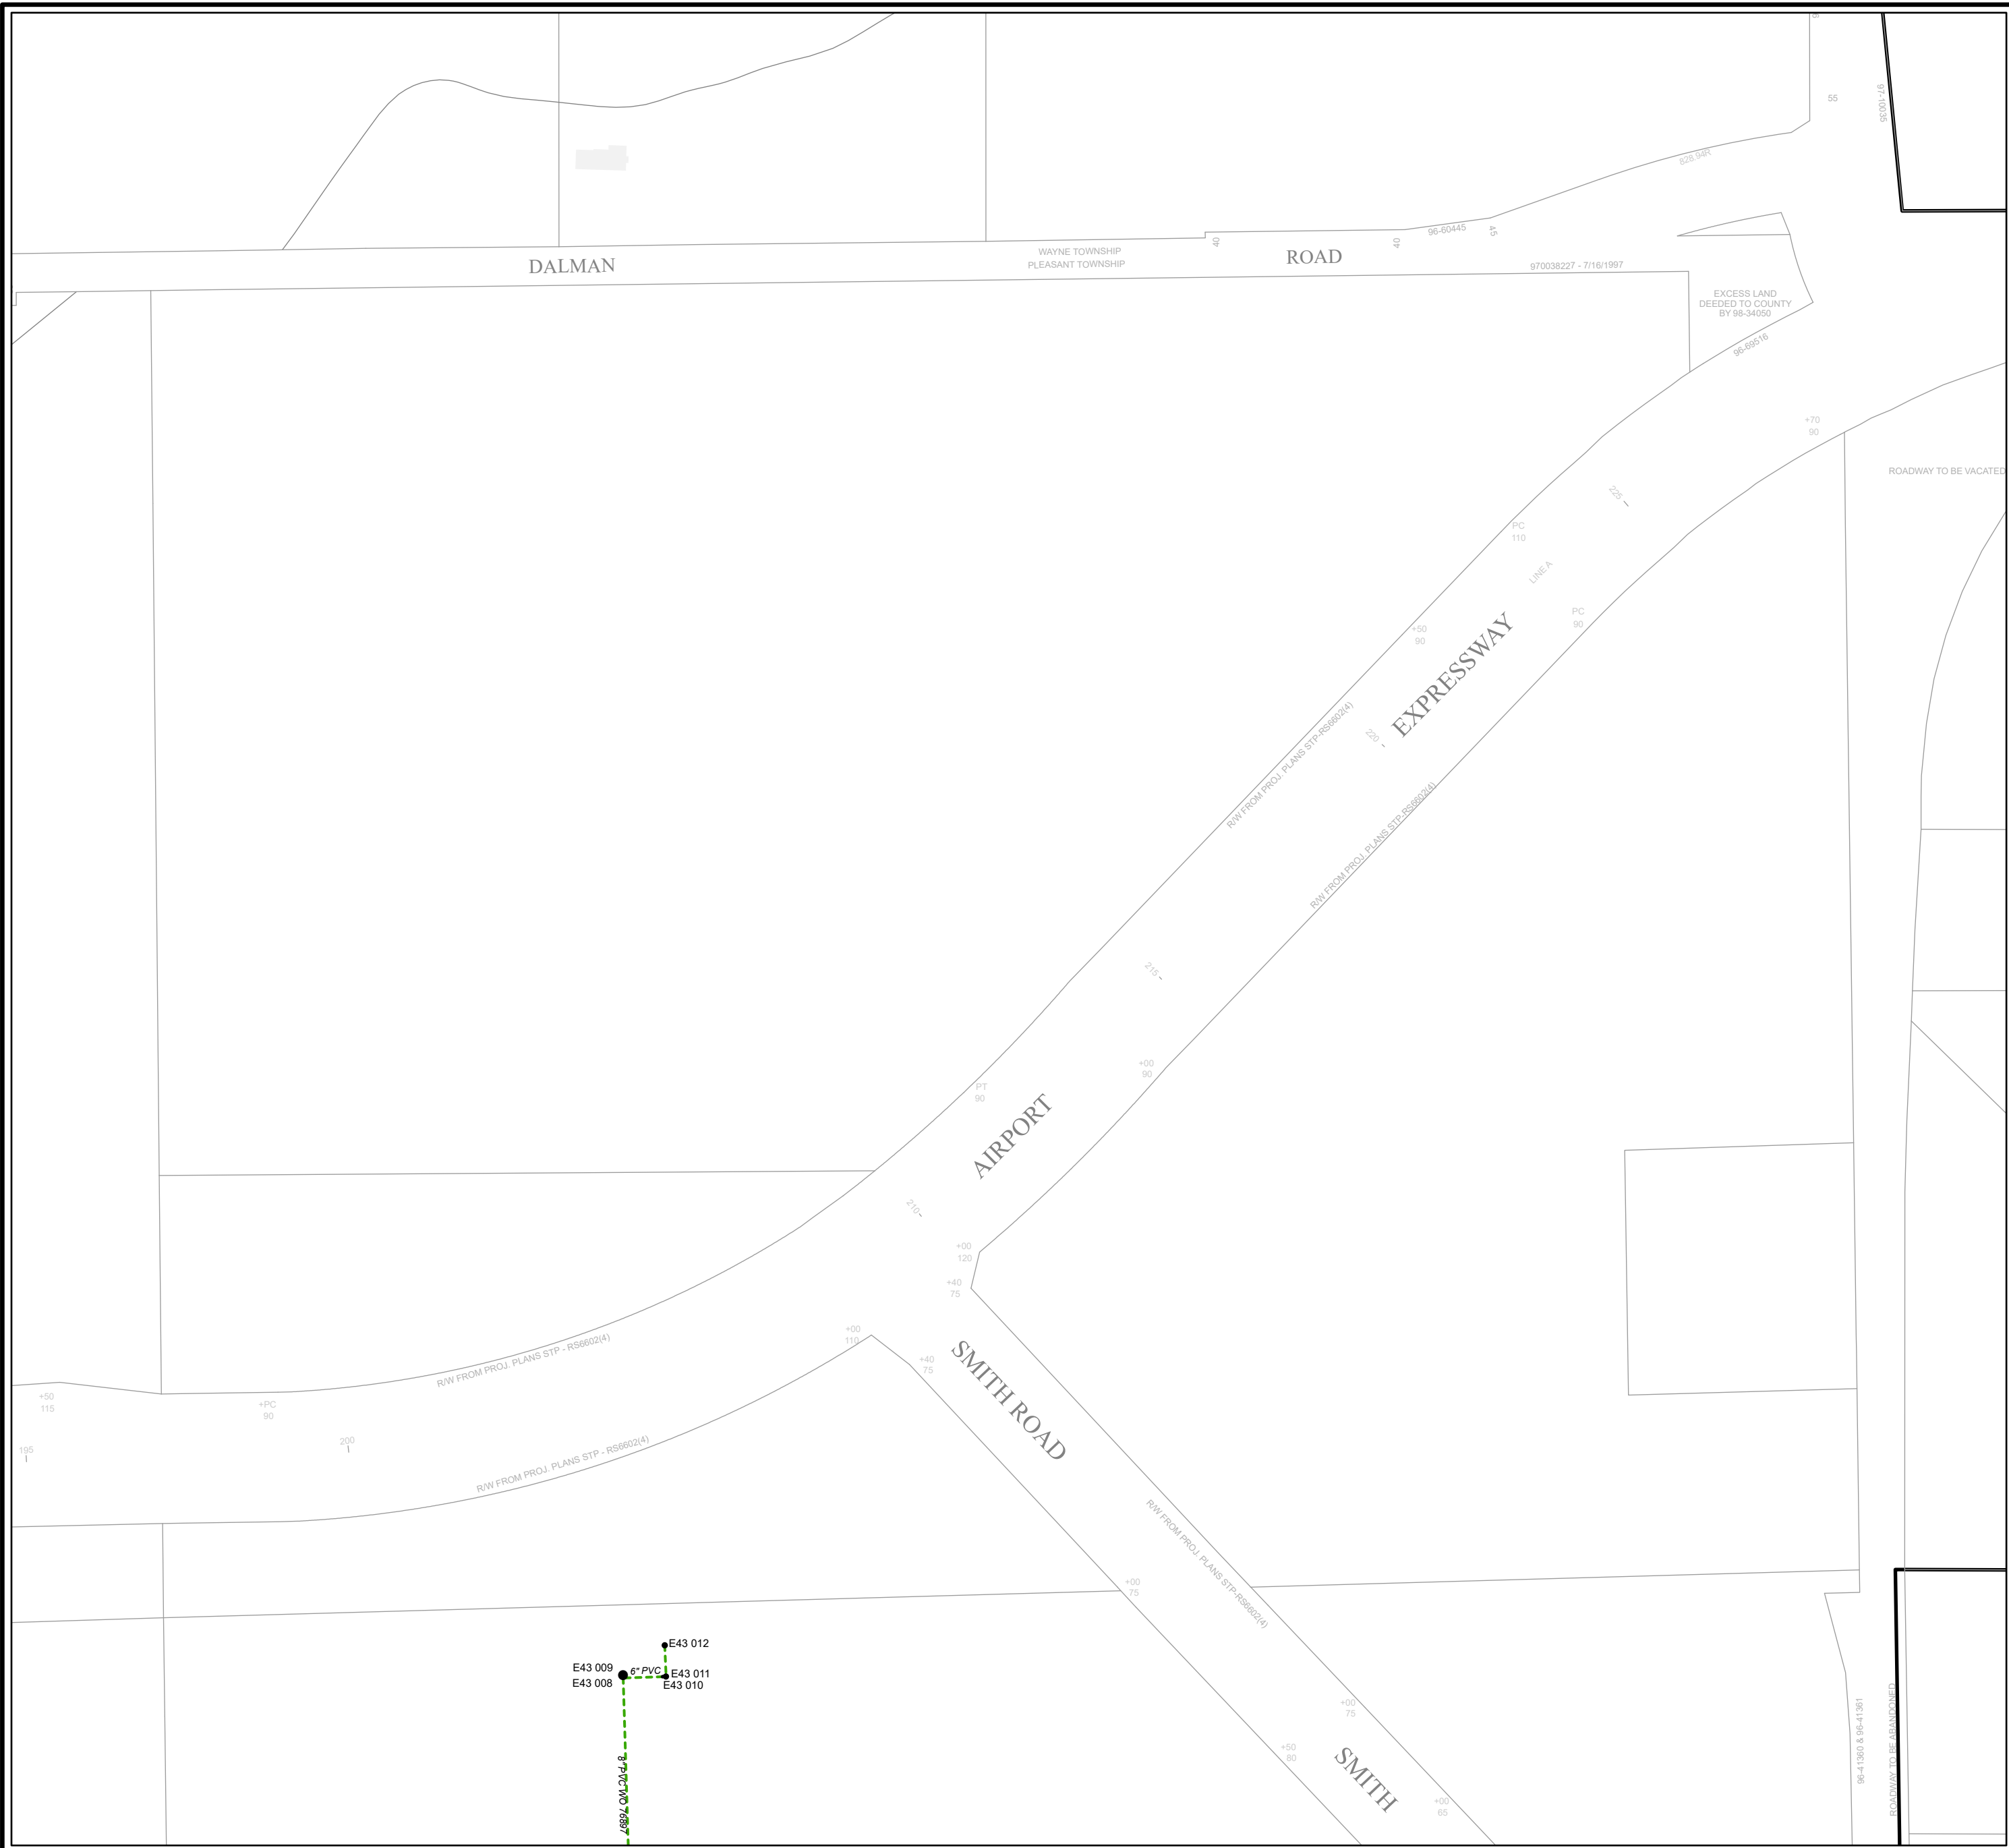 55
97-10035
828.94R
WAYNE TOWNSHIP
PLEASANT TOWNSHIP
DALMAN
ROAD
40
40
96-60445
45
970038227 - 7/16/1997
EXCESS LAND
DEEDED TO COUNTY
BY 98-34050
96-69516
+70
90
ROADWAY TO BE VACATED
225
PC
110
LINE A
PC
90
+50
90
EXPRESSWAY
220
R/W FROM PROJ. PLANS STP-RS6602(4)
R/W FROM PROJ. PLANS STP-RS6602(4)
215
+00
90
PT
90
AIRPORT
210
+00
120
+40
75
+00
110
+40
75
SMITH ROAD
R/W FROM PROJ. PLANS STP - RS6602(4)
+50
115
+PC
90
195
200
R/W FROM PROJ. PLANS STP - RS6602(4)
R/W FROM PROJ. PLANS STP-RS6602(4)
+00
75
E43 012
E43 009
6" PVC
E43 011
E43 008
E43 010
8" PVC WO 76897
+00
75
+50
80
SMITH
+00
65
96-41360 & 96-41361
ROADWAY TO BE ABANDONED